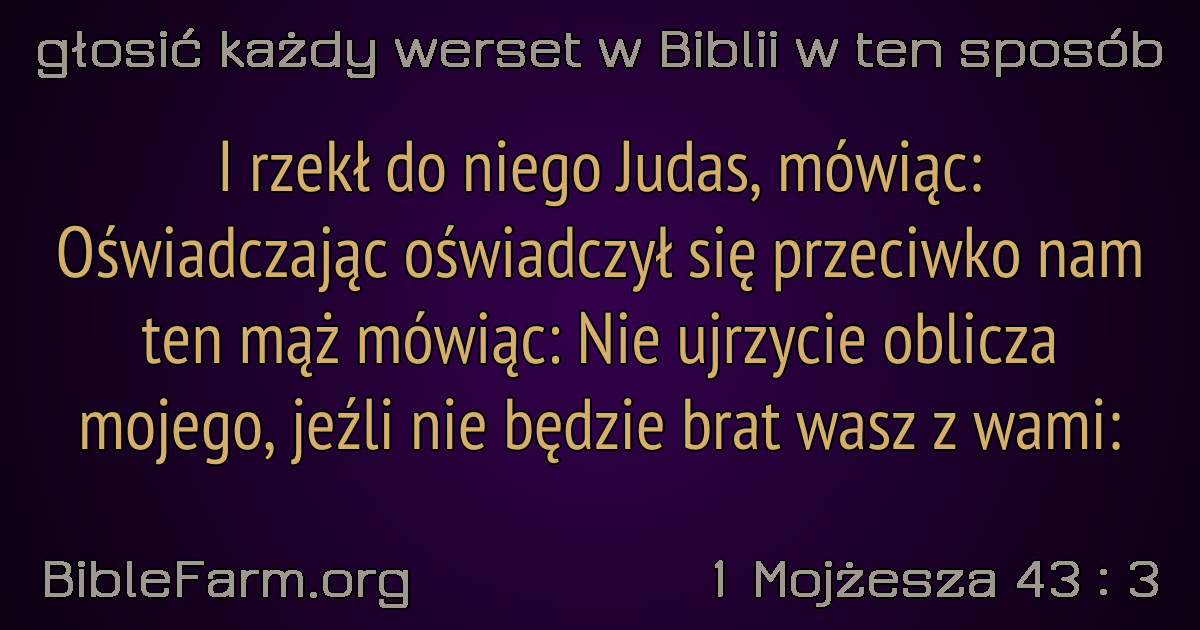 głosić każdy werset w Biblii w ten sposób
I rzekł do niego Judas, mówiąc:
Oświadczając oświadczył się przeciwko nam
ten mąż mówiąc: Nie ujrzycie oblicza
mojego, jeźli nie będzie brat wasz z wami:
BibleFarm.org
1 Mojżesza 43 : 3